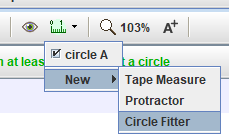 103% A+
circle A
n at leas t a circle
New
Tape Measure
Protractor
Circle Fitter